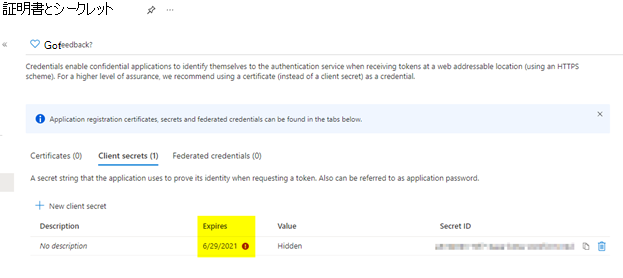 証明書とシークレット
Got feedback?
Credentials enable confidential applications to identify themselves to the authentication service when receiving tokens at a web addressable location (using an HTTPS
scheme). For a higher level of assurance, we recommend using a certificate (instead of a client secret) as a credential.
Application registration certificates, secrets and federated credentials can be found in the tabs below.
Certificates (0) Client secrets (1) Federated credentials (0)
A secret string that the application uses to prove its identity when requesting a token. Also can be referred to as application password.
New client secret
Description Expires Value Secret ID
No description 6/29/2021 Hidden